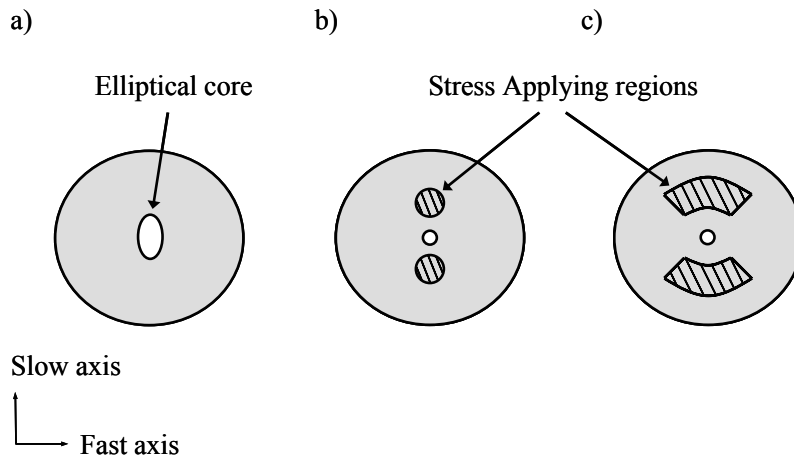 a)
b)
c)
Elliptical core
Stress Applying regions
Slow axis
Fast axis